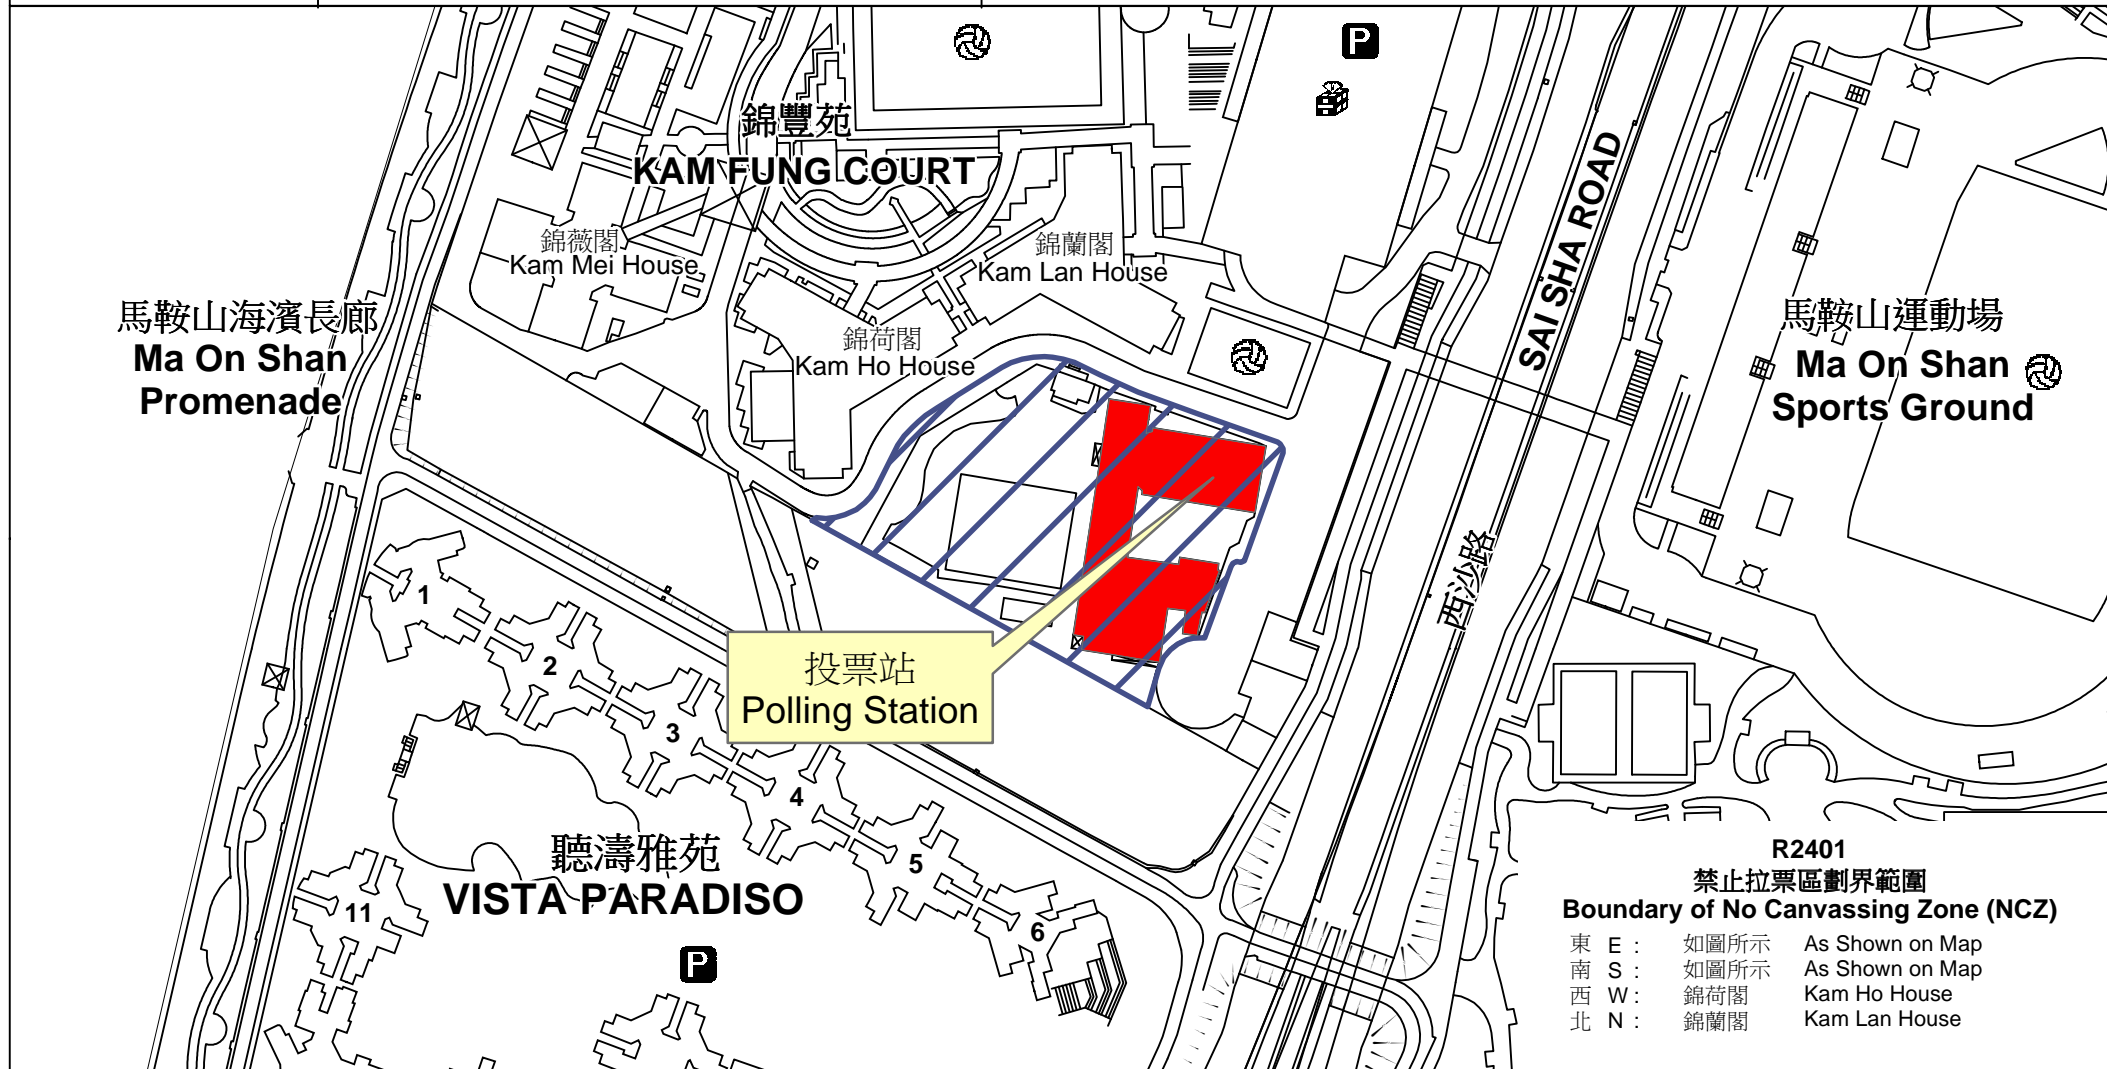 P
錦豐苑
KAM FUNG COURT
SAI SHA ROAD
錦薇閣
Kam Mei House
錦蘭閣
Kam Lan House
馬鞍山海濱長廊
Ma On Shan
Promenade
錦荷閣
Kam Ho House
馬鞍山運動場
Ma On Shan
Sports Ground
西沙路
1
2
3
4
5
6
11
投票站
Polling Station
聽濤雅苑
VISTA PARADISO
P
R2401
禁止拉票區劃界範圍
Boundary of No Canvassing Zone (NCZ)
東 E : 如圖所示 As Shown on Map
南 S : 如圖所示 As Shown on Map
西 W : 錦荷閣 Kam Ho House
北 N : 錦蘭閣 Kam Lan House